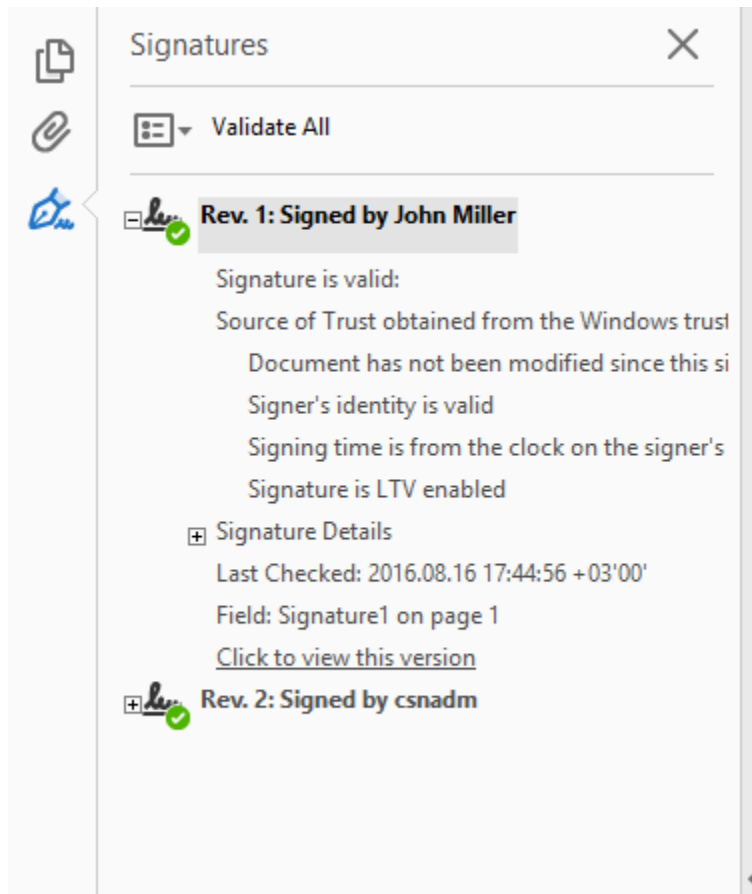 Signatures
Validate All
Rev. 1: Signed by John Miller
Signature is valid:
Source of Trust obtained from the Windows trust
Document has not been modified since this si
Signer's identity is valid
Signing time is from the clock on the signer's
Signature is LTV enabled
Signature Details
Last Checked: 2016.08.16 17:44:56 +03'00'
Field: Signature1 on page 1
Click to view this version
Rev. 2: Signed by csnadm